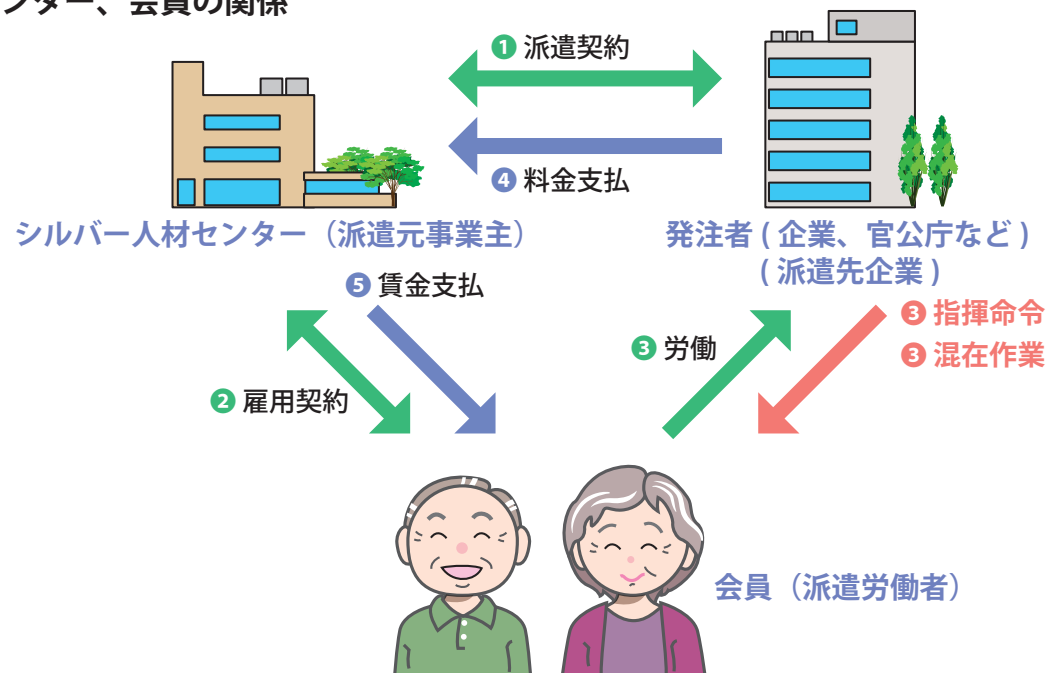 ンター、会員の関係
❶ 派遣契約
❹ 料金支払
シルバー人材センター（派遣元事業主）
発注者 ( 企業、官公庁など )
( 派遣先企業 )
❺ 賃金支払
❸ 指揮命令
❸ 労働
❸ 混在作業
❷ 雇用契約
会員（派遣労働者）